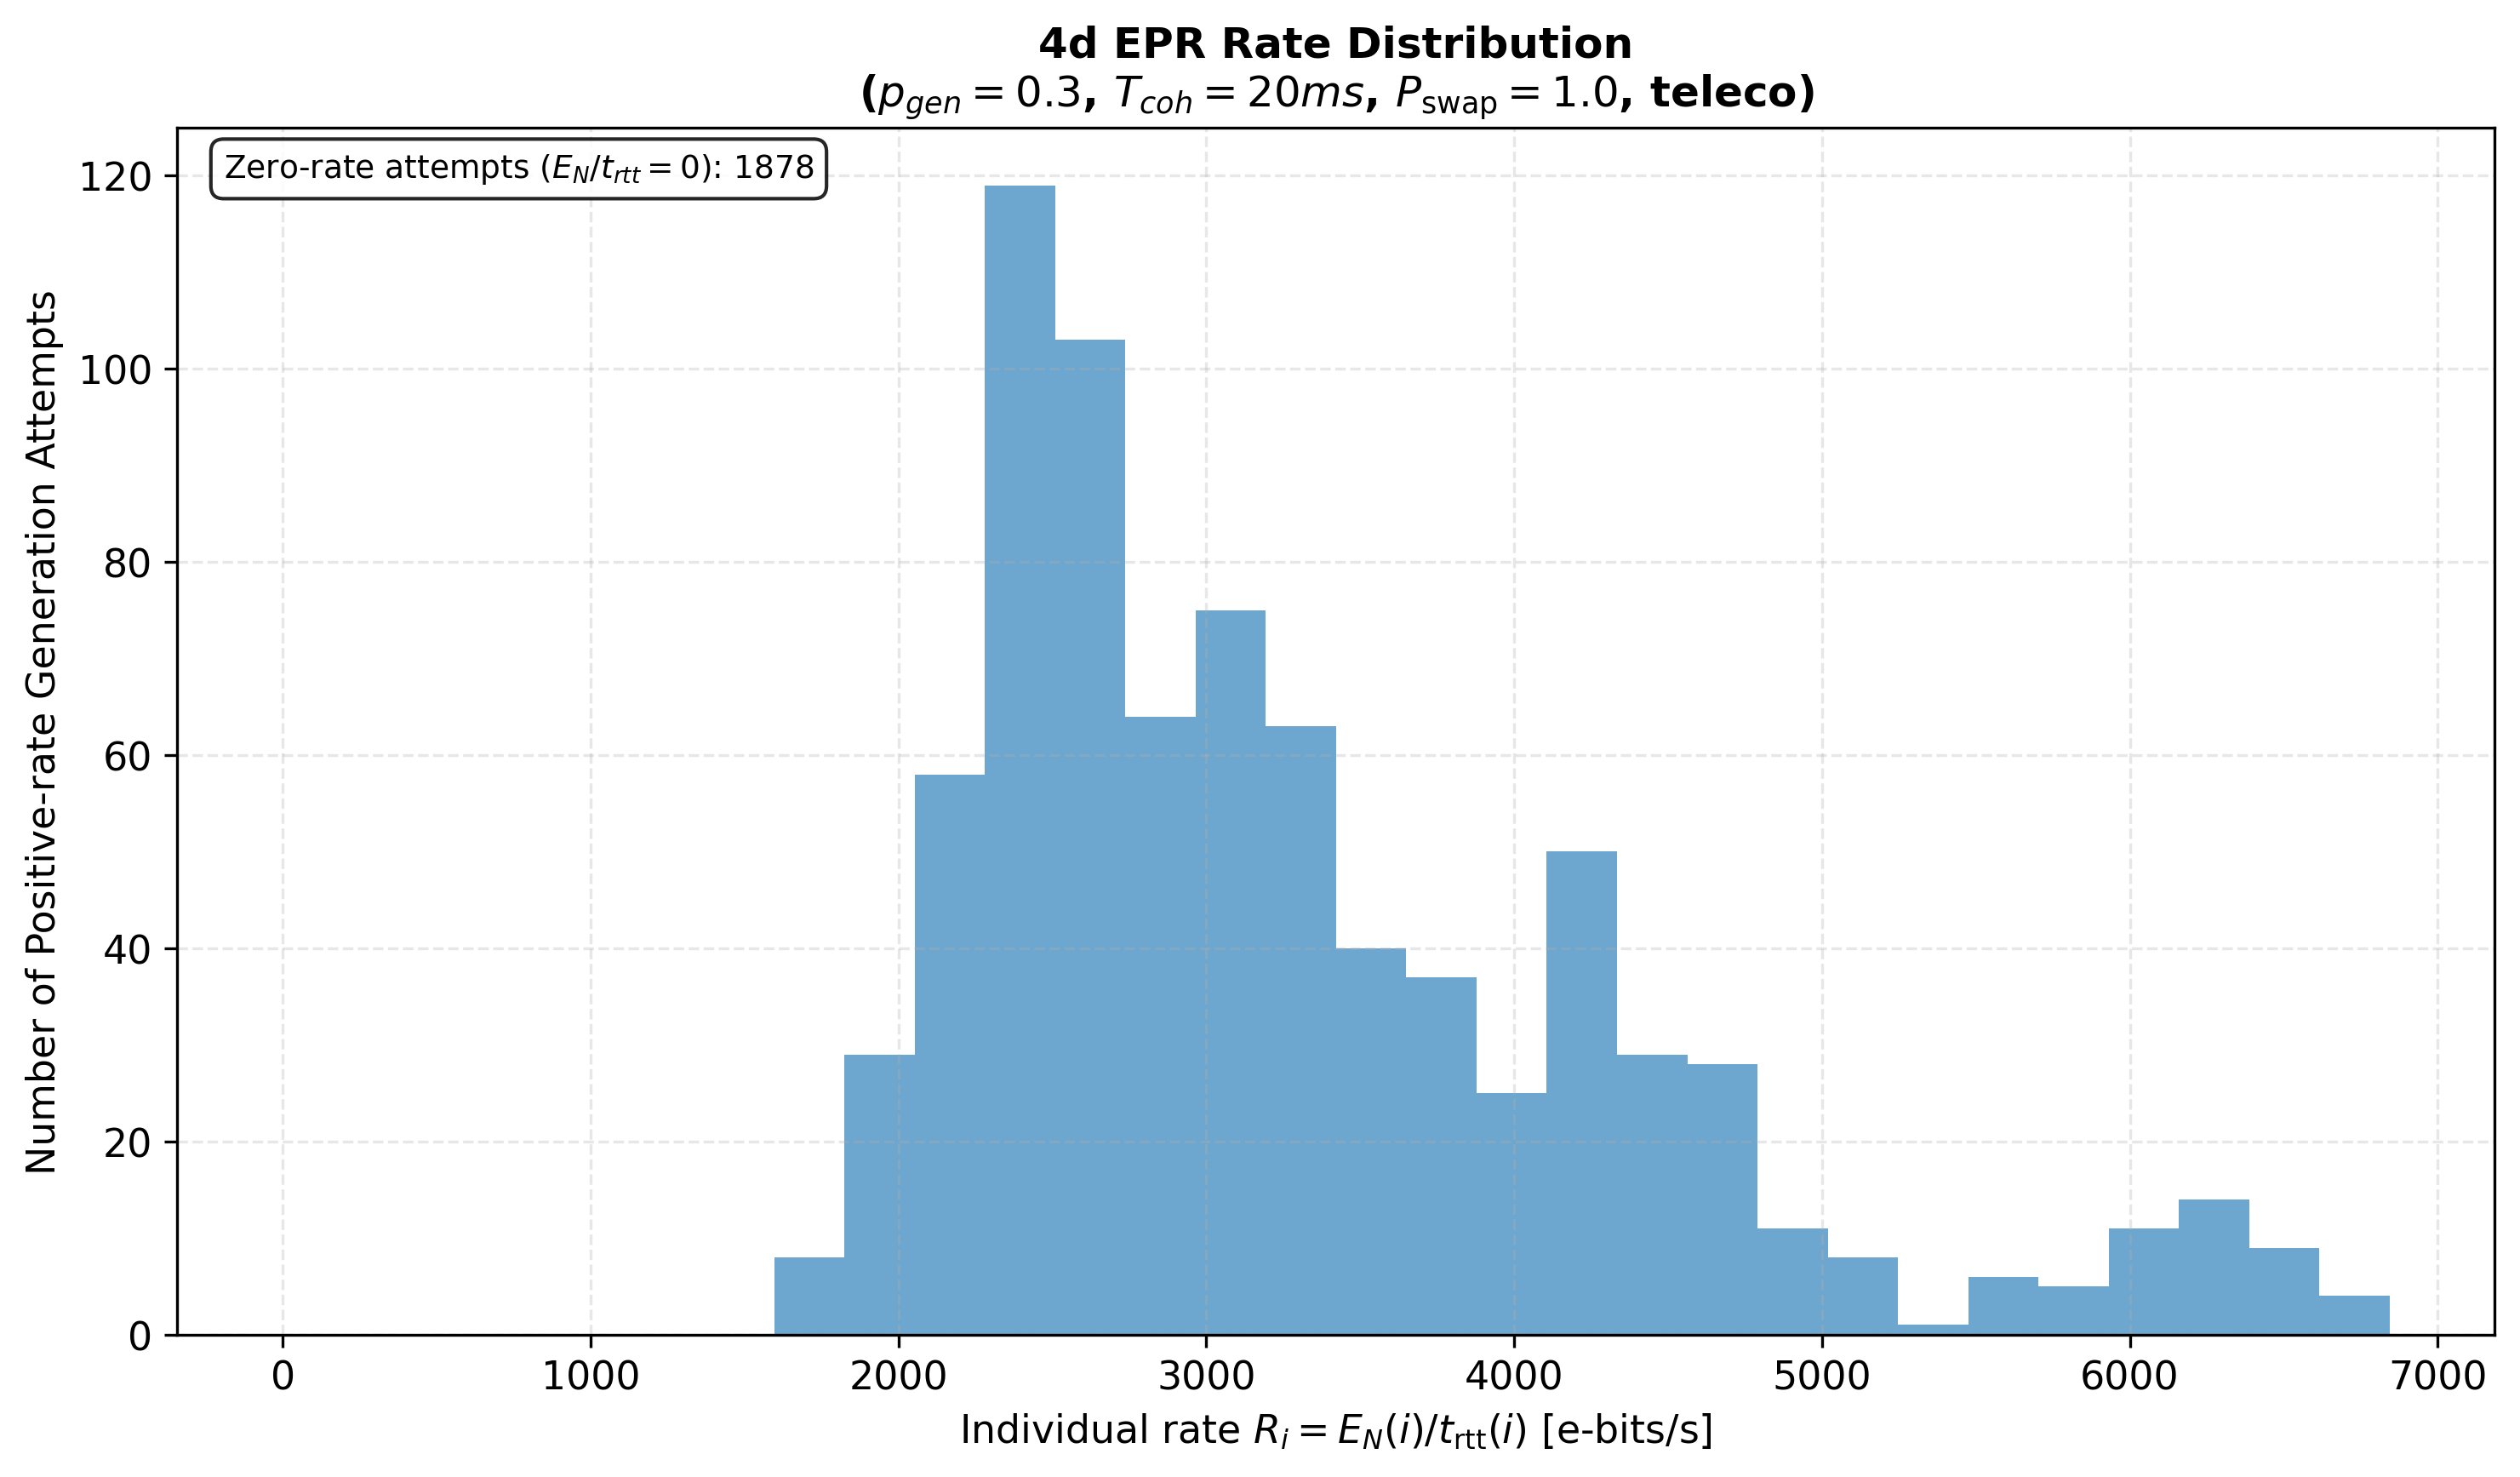 4d EPR Rate Distribution
(p_gen = 0.3, T_coh = 20ms, P_swap = 1.0, teleco)
Zero-rate attempts (E_N/t_rtt = 0): 1878
Number of Positive-rate Generation Attempts
120
100
80
60
40
20
0
0 1000 2000 3000 4000 5000 6000 7000
Individual rate R_i = E_N(i)/t_rtt(i) [e-bits/s]